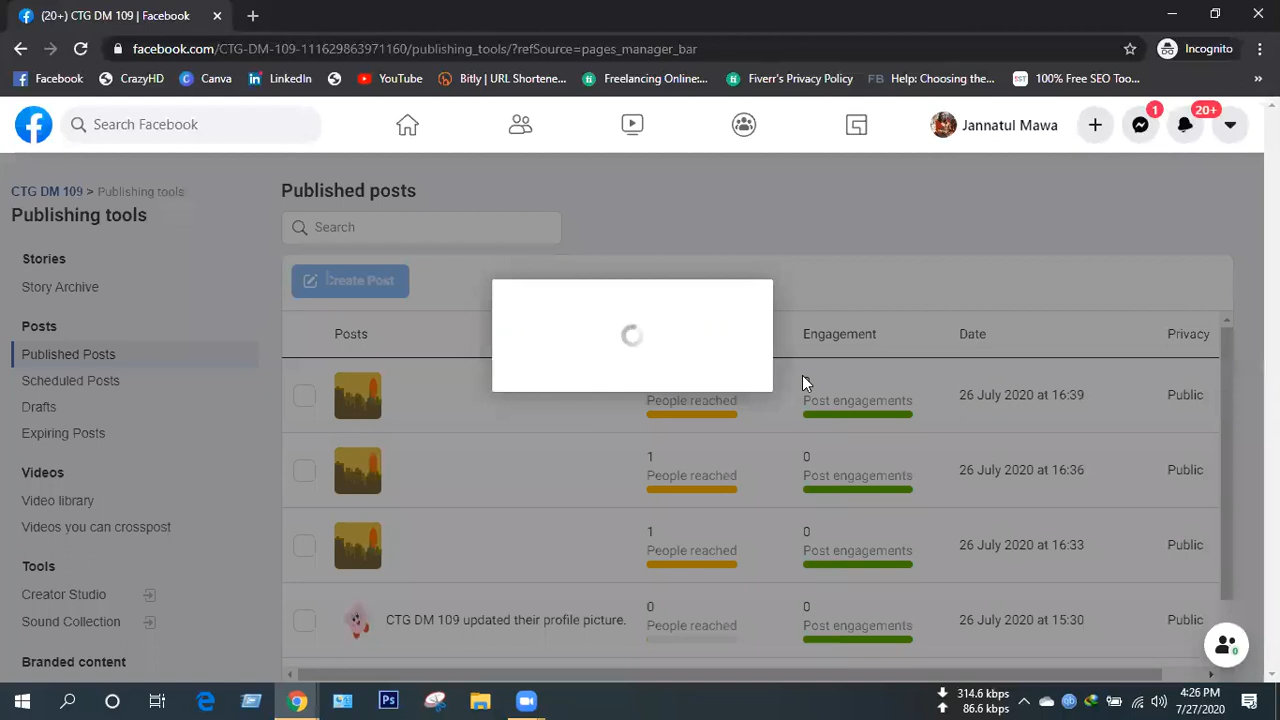 (20+) CTG DM 109 | Facebook
facebook.com/CTG-DM-109-111629863971160/publishing_tools/?refSource=pages_manager_bar
Incognito
Facebook
CrazyHD
Canva
LinkedIn
YouTube
Bitly | URL Shortene...
Freelancing Online:...
Fiverr's Privacy Policy
FB
Help: Choosing the...
SST
100% Free SEO Too...
»
Search Facebook
Jannatul Mawa
1
20+
CTG DM 109 > Publishing tools
Publishing tools
Stories
Story Archive
Posts
Published Posts
Scheduled Posts
Drafts
Expiring Posts
Videos
Video library
Videos you can crosspost
Tools
Creator Studio
Sound Collection
Branded content
Published posts
Search
Create Post
Posts
Engagement
Date
Privacy
People reached
Post engagements
26 July 2020 at 16:39
Public
1
People reached
0
Post engagements
26 July 2020 at 16:36
Public
1
People reached
0
Post engagements
26 July 2020 at 16:33
Public
CTG DM 109 updated their profile picture.
0
People reached
0
Post engagements
26 July 2020 at 15:30
Public
0
Ps
qb
314.6 kbps
86.6 kbps
4:26 PM
7/27/2020